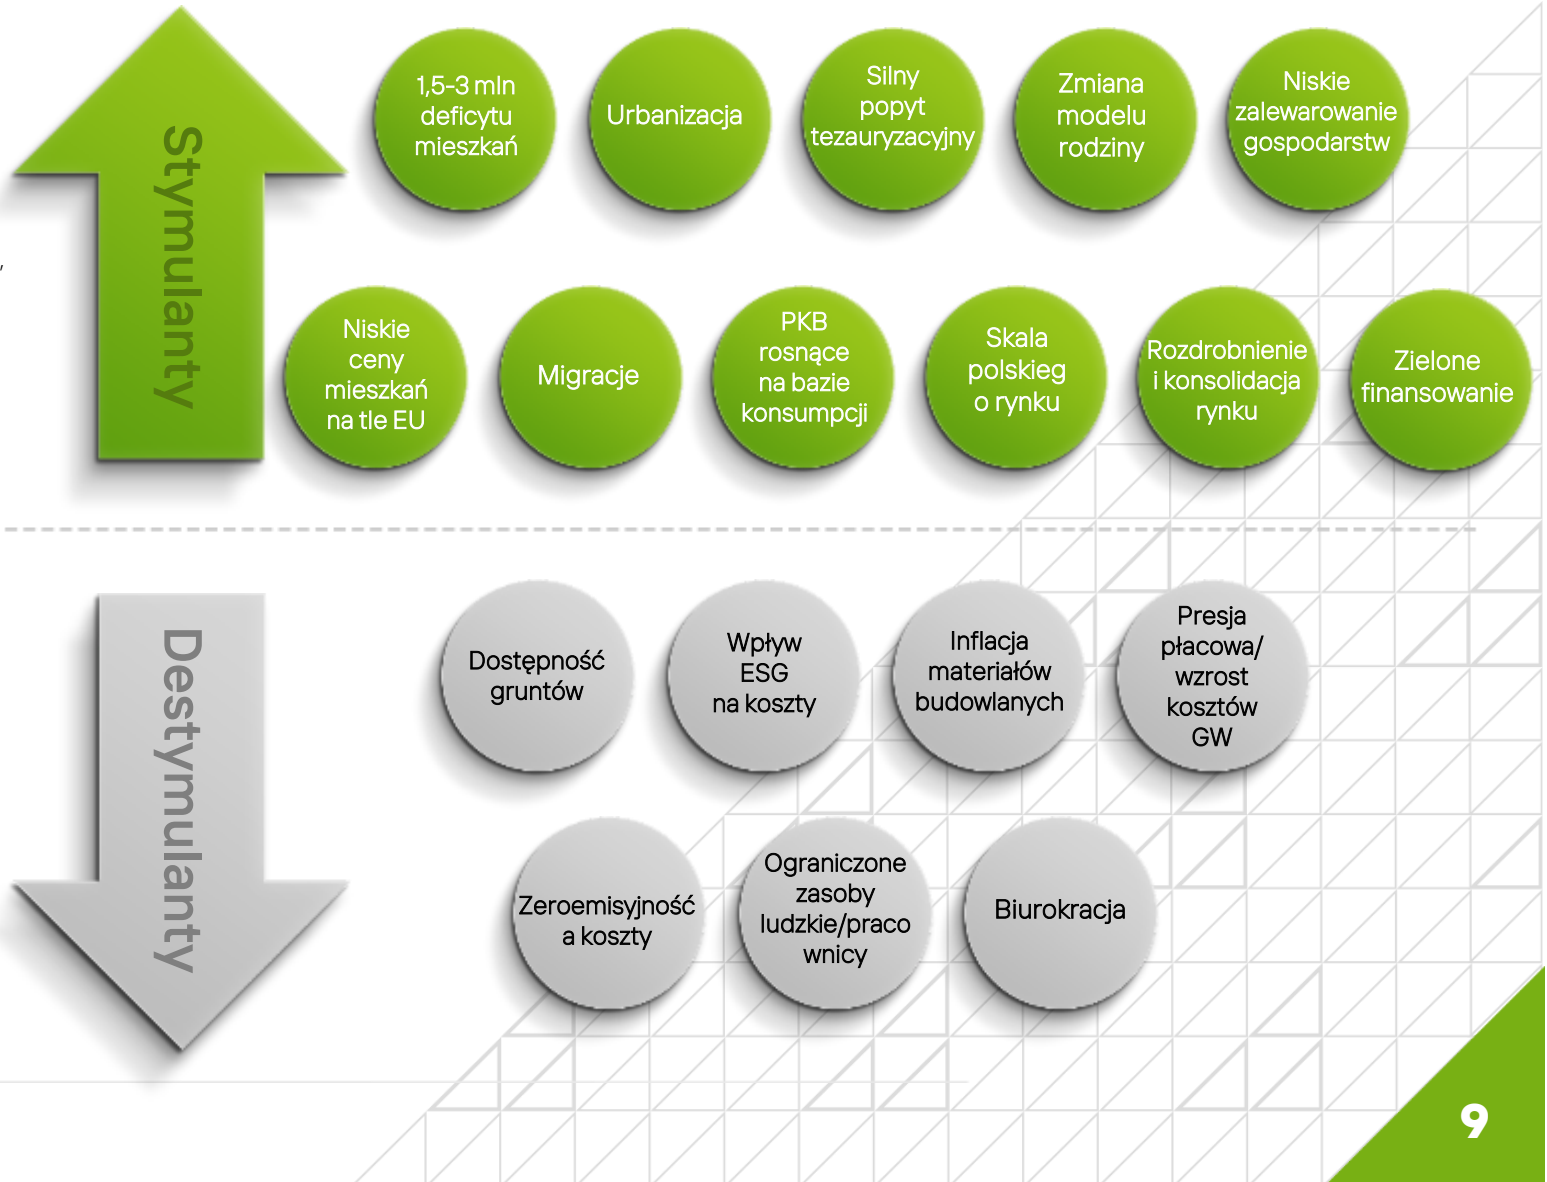 Stymulanty
1,5-3 mln
deficytu
mieszkań
Urbanizacja
Silny
popyt
tezauryzacyjny
Zmiana
modelu
rodziny
Niskie
zalewarowanie
gospodarstw
Niskie
ceny
mieszkań
na tle EU
Migracje
PKB
rosnące
na bazie
konsumpcji
Skala
polskieg
o rynku
Rozdrobnienie
i konsolidacja
rynku
Zielone
finansowanie
Destymulanty
Dostępność
gruntów
Wpływ
ESG
na koszty
Inflacja
materiałów
budowlanych
Presja
płacowa/
wzrost
kosztów
GW
Zeroemisyjność
a koszty
Ograniczone
zasoby
ludzkie/praco
wnicy
Biurokracja
9